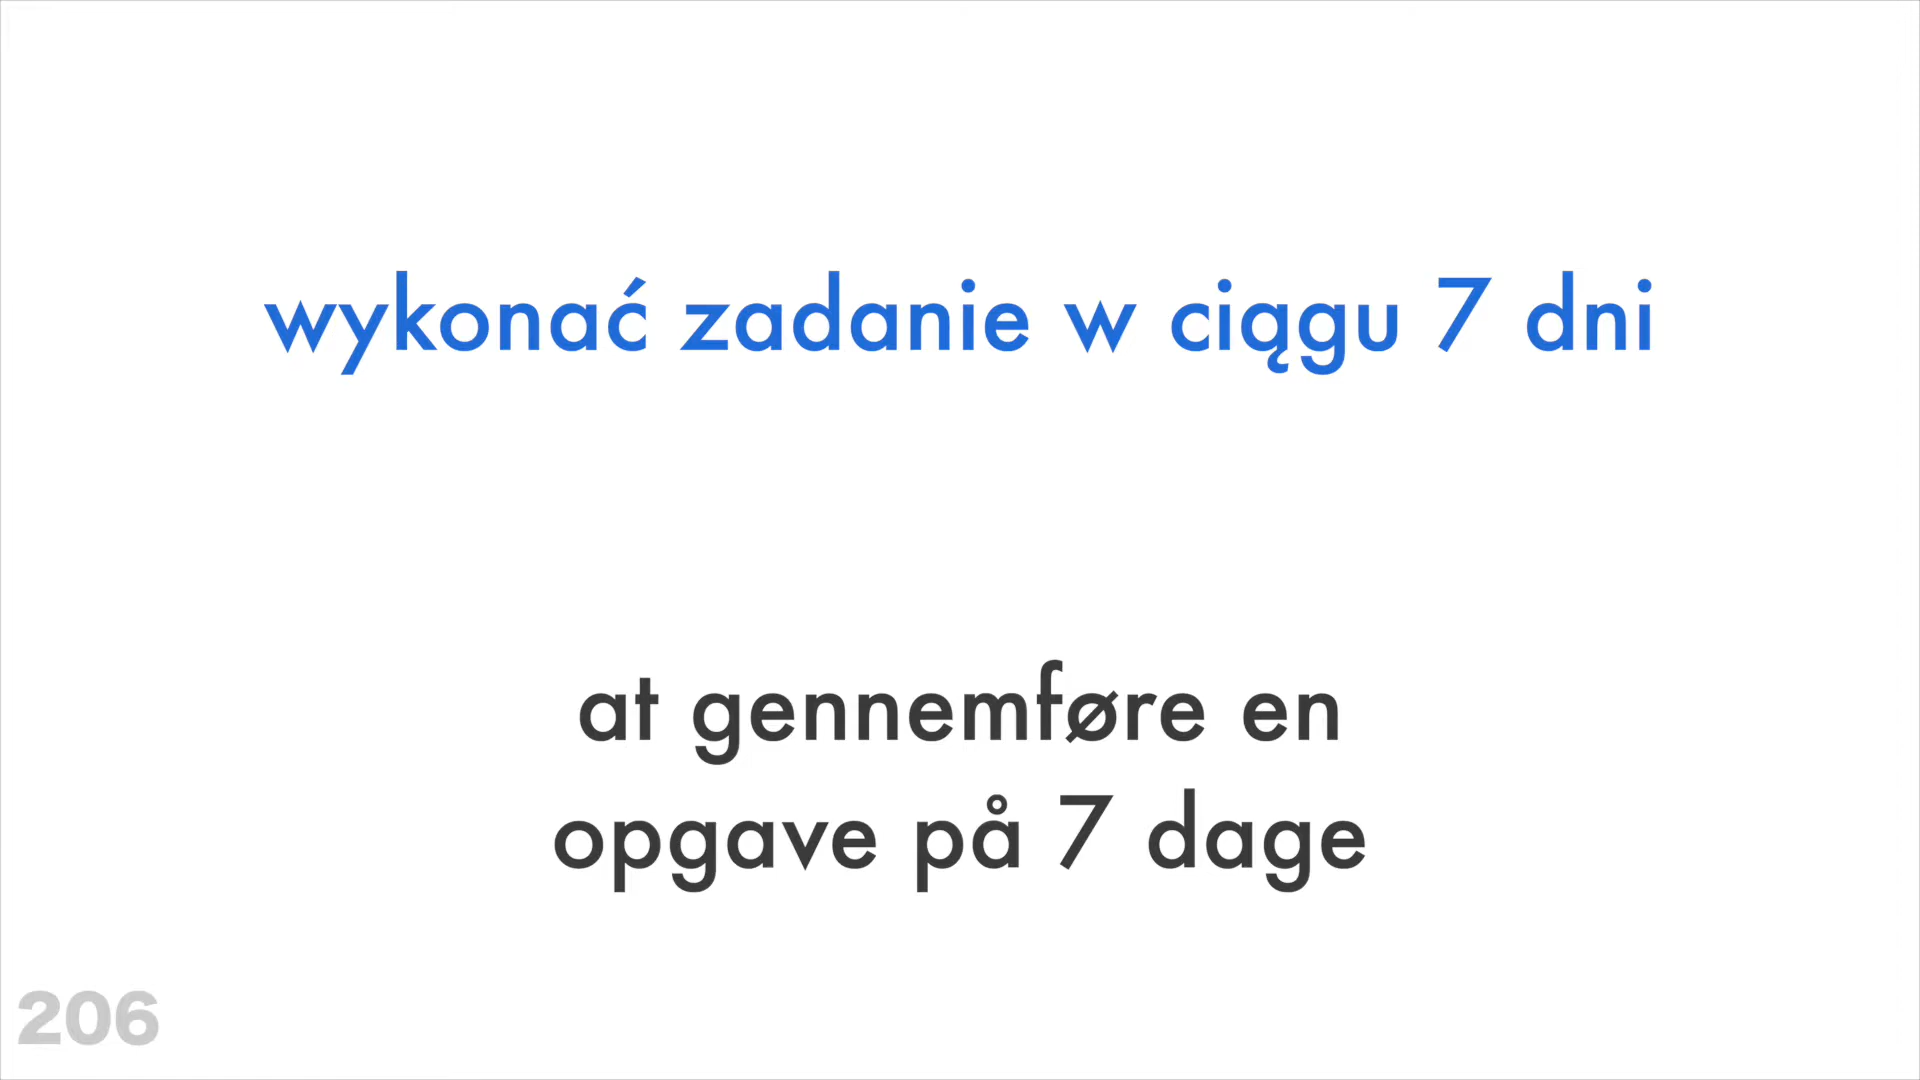 wykonać zadanie w ciągu 7 dni
at gennemføre en
opgave på 7 dage
206